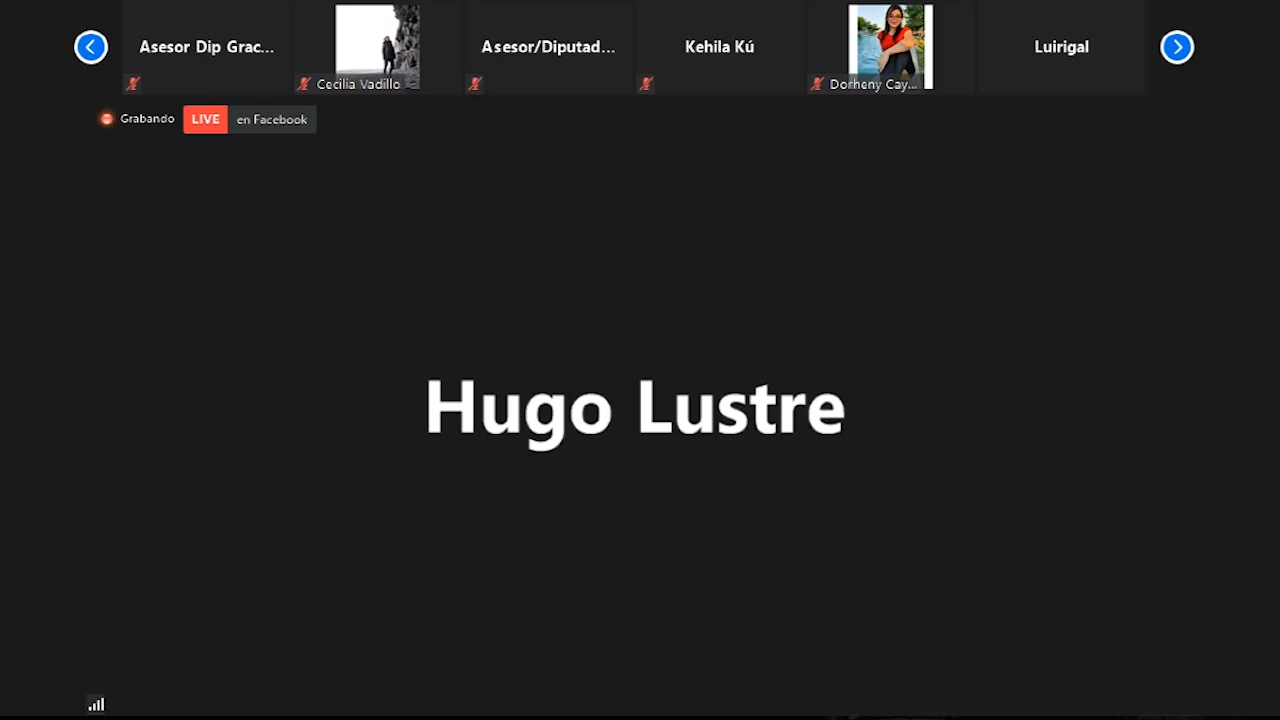 Asesor Dip Grac...
Cecilia Vadillo
Asesor/Diputad...
Kehila Kú
Dorheny Cay...
Luirigal
Grabando
LIVE en Facebook
Hugo Lustre